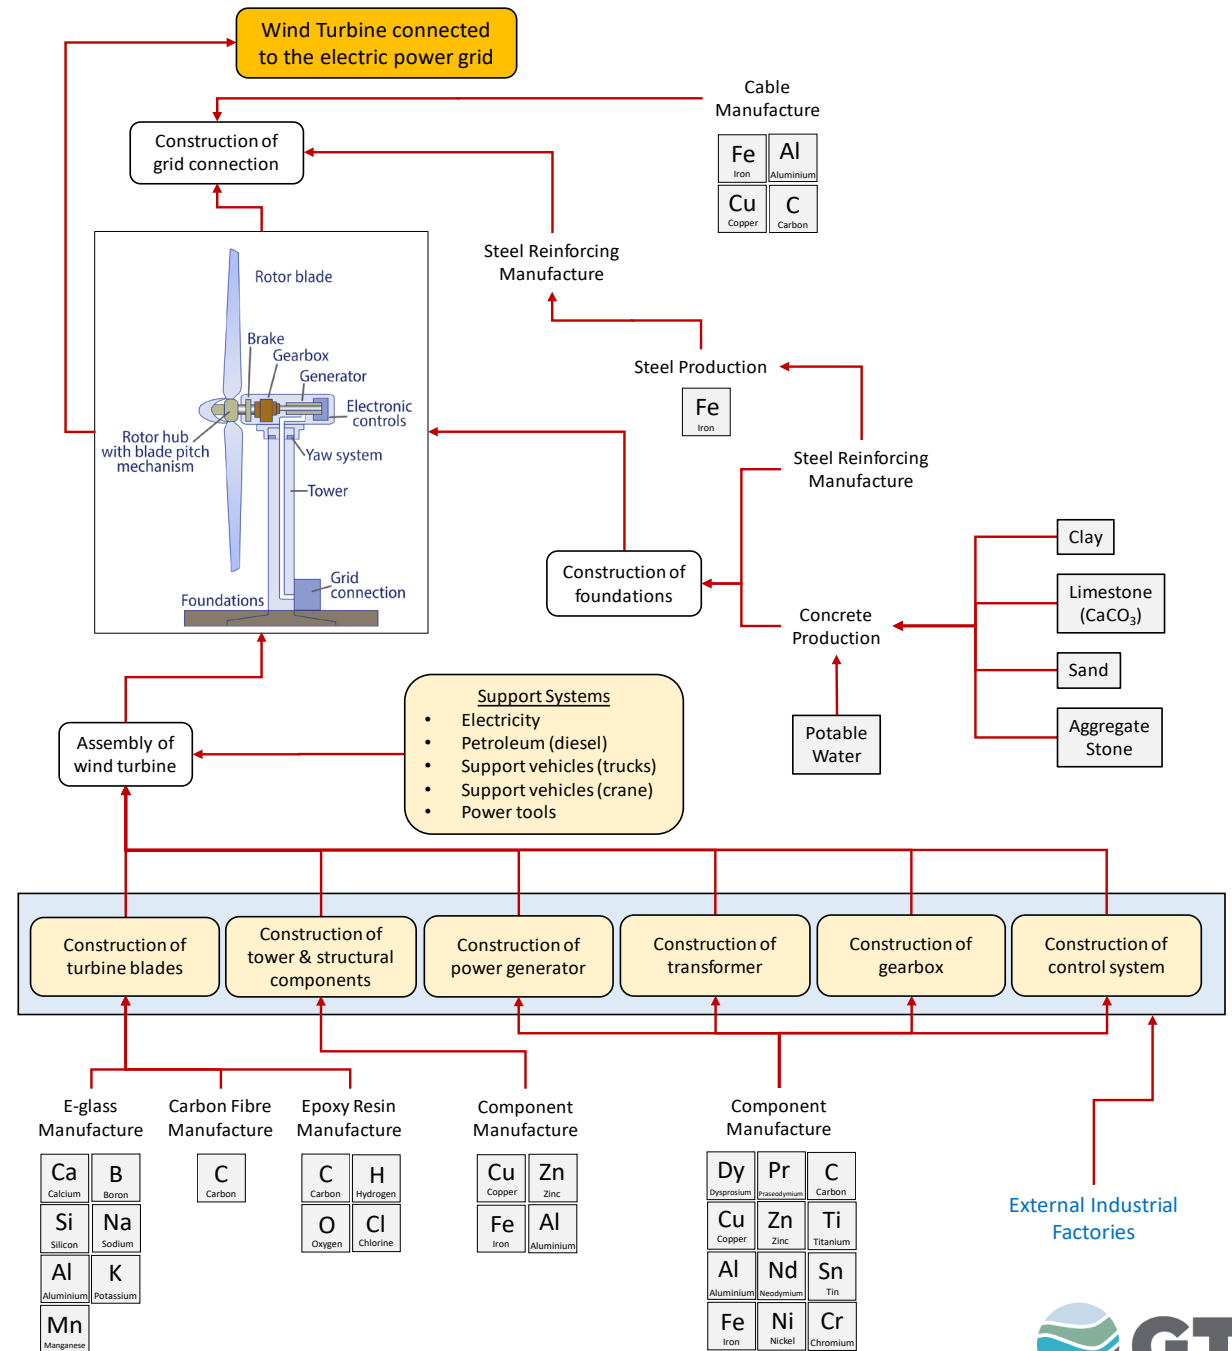 Wind Turbine connected
to the electric power grid
Cable
Manufacture
Fe
Iron
Al
Aluminium
Cu
Copper
C
Carbon
Construction of
grid connection
Steel Reinforcing
Manufacture
Rotor blade
Brake
Gearbox
Generator
Electronic
controls
Rotor hub
with blade pitch
mechanism
Yaw system
Tower
Grid
connection
Foundations
Steel Production
Fe
Iron
Steel Reinforcing
Manufacture
Construction of
foundations
Concrete
Production
Clay
Limestone
(CaCO₃)
Sand
Aggregate
Stone
Potable
Water
Assembly of
wind turbine
Support Systems
• Electricity
• Petroleum (diesel)
• Support vehicles (trucks)
• Support vehicles (crane)
• Power tools
Construction of
turbine blades
Construction of
tower & structural
components
Construction of
power generator
Construction of
transformer
Construction of
gearbox
Construction of
control system
E-glass
Manufacture
Ca
Calcium
B
Boron
Si
Silicon
Na
Sodium
Al
Aluminium
K
Potassium
Mn
Manganese
Carbon Fibre
Manufacture
C
Carbon
Epoxy Resin
Manufacture
C
Carbon
H
Hydrogen
O
Oxygen
Cl
Chlorine
Component
Manufacture
Cu
Copper
Zn
Zinc
Fe
Iron
Al
Aluminium
Component
Manufacture
Dy
Dysprosium
Pr
Praseodymium
C
Carbon
Cu
Copper
Zn
Zinc
Ti
Titanium
Al
Aluminium
Nd
Neodymium
Sn
Tin
Fe
Iron
Ni
Nickel
Cr
Chromium
External Industrial
Factories